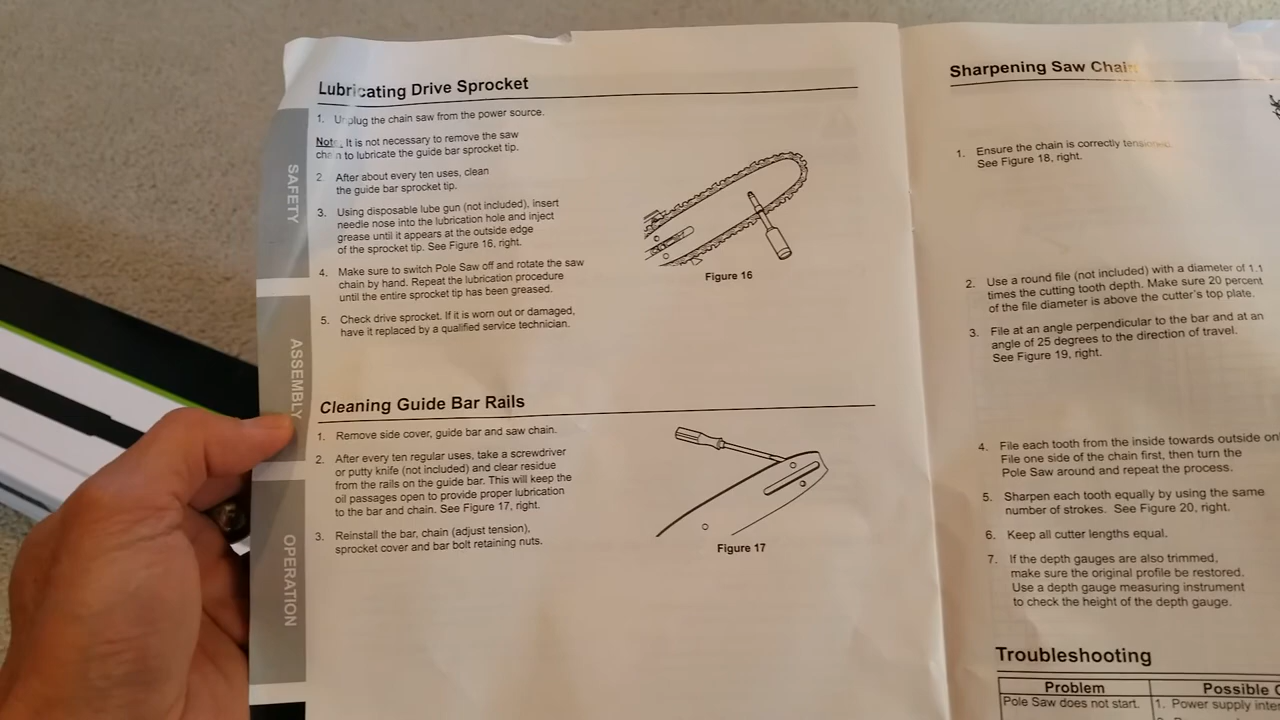 Lubricating Drive Sprocket
1. Unplug the chain saw from the power source.
Note: It is not necessary to remove the saw
chain to lubricate the guide bar sprocket tip.
2. After about every ten uses, clean
the guide bar sprocket tip.
3. Using disposable lube gun (not included), insert
needle nose into the lubrication hole and inject
grease until it appears at the outside edge
of the sprocket tip. See Figure 16, right.
4. Make sure to switch Pole Saw off and rotate the saw
chain by hand. Repeat the lubrication procedure
until the entire sprocket tip has been greased.
5. Check drive sprocket. If it is worn out or damaged,
have it replaced by a qualified service technician.
Figure 16
Cleaning Guide Bar Rails
1. Remove side cover, guide bar and saw chain.
2. After every ten regular uses, take a screwdriver
or putty knife (not included) and clear residue
from the rails on the guide bar. This will keep the
oil passages open to provide proper lubrication
to the bar and chain. See Figure 17, right.
3. Reinstall the bar, chain (adjust tension),
sprocket cover and bar bolt retaining nuts.
Figure 17
SAFETY
ASSEMBLY
OPERATION
Sharpening Saw Chain
1. Ensure the chain is correctly
See Figure 18, right.
2. Use a round file (not included) with a diameter of 1.1
times the cutting tooth depth. Make sure 20 percent
of the file diameter is above the cutter's top plate.
3. File at an angle perpendicular to the bar and at an
angle of 25 degrees to the direction of travel.
See Figure 19, right.
4. File each tooth from the inside towards outside
File one side of the chain first, then turn the
Pole Saw around and repeat the process.
5. Sharpen each tooth equally by using the same
number of strokes. See Figure 20, right.
6. Keep all cutter lengths equal.
7. If the depth gauges are also trimmed,
make sure the original profile be restored.
Use a depth gauge measuring instrument
to check the height of the depth gauge.
Troubleshooting
Problem Possible
Pole Saw does not start. 1. Power supply